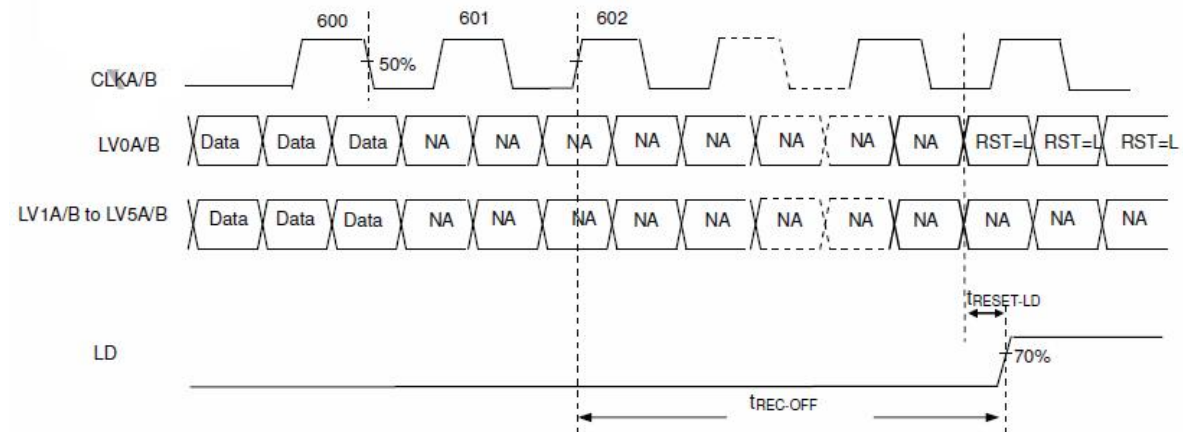 600 601 602
CLKA/B 50%
LV0A/B Data Data Data NA NA NA NA NA NA NA NA RST=L RST=L RST=L
LV1A/B to LV5A/B Data Data Data NA NA NA NA NA NA NA NA NA NA NA
tRESET-LD
LD 70%
tREC-OFF